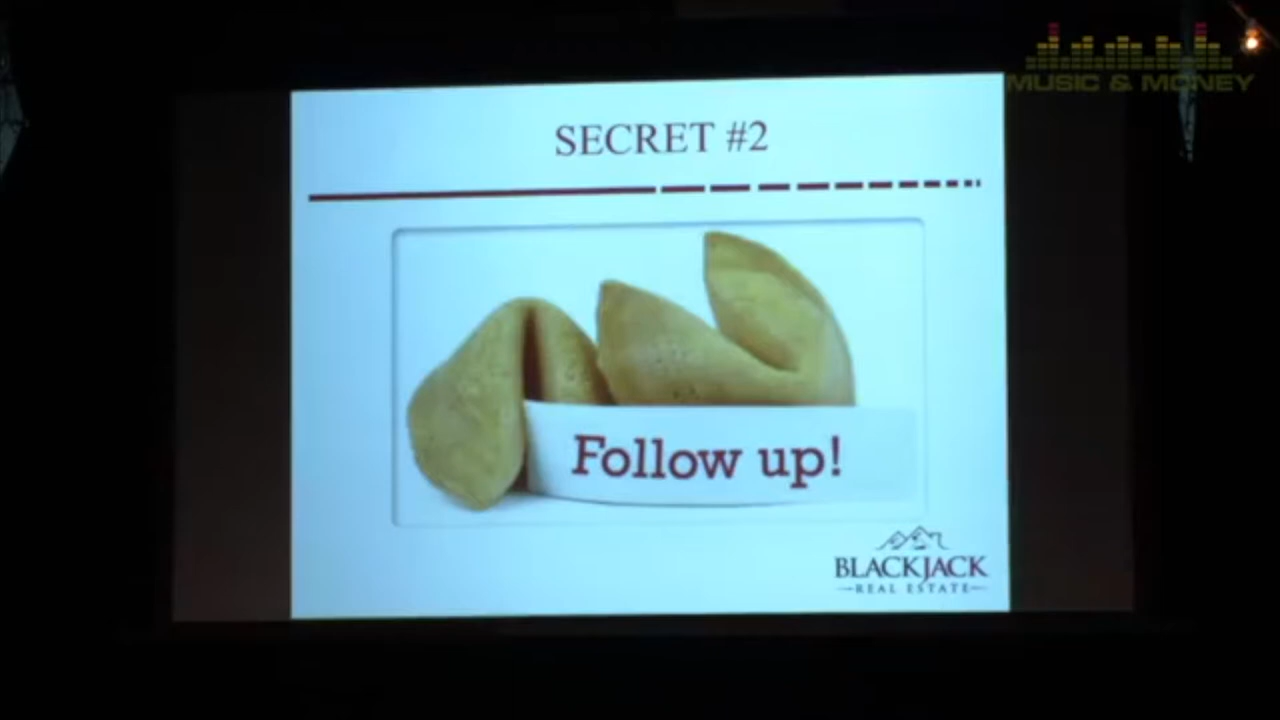 MUSIC & MONEY
SECRET #2
Follow up!
BLACKJACK
REAL ESTATE